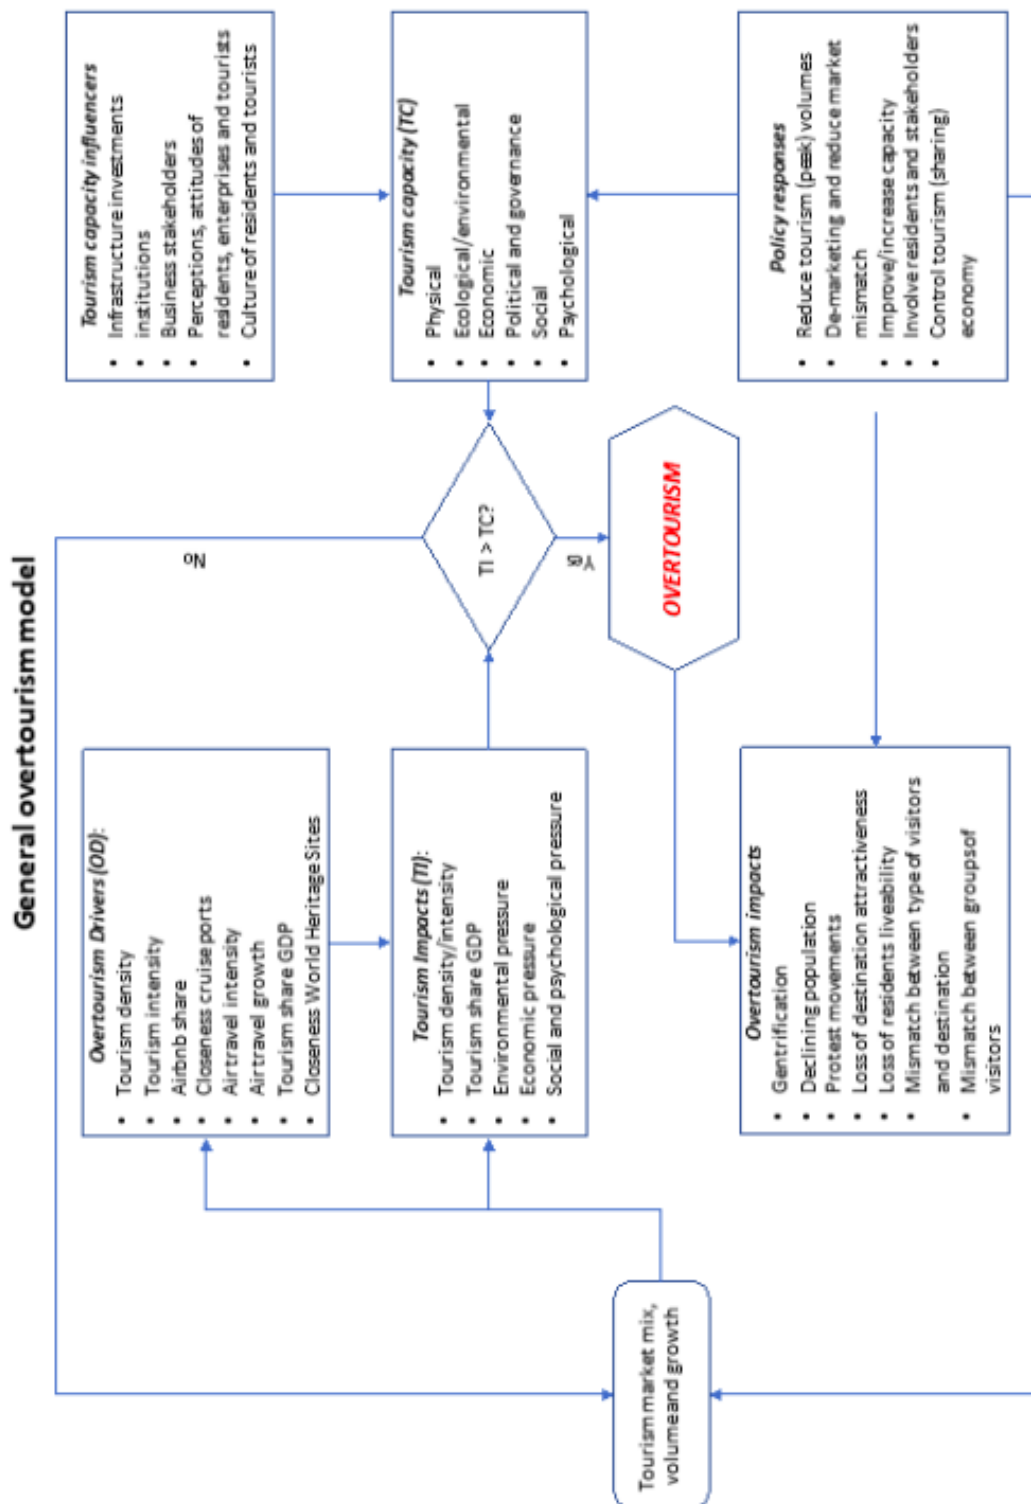 General overtourism model
Overtourism Drivers (OD):
• Tourism density
• Tourism intensity
• Airbnb share
• Closeness cruise ports
• Air travel intensity
• Air travel growth
• Tourism share GDP
• Closeness World Heritage Sites
Tourism capacity influencers
• Infrastructure investments
• institutions
• Business stakeholders
• Perceptions, attitudes of
residents, enterprises and tourists
• Culture of residents and tourists
No
Tourism Impacts (TI):
• Tourism density/intensity
• Tourism share GDP
• Environmental pressure
• Economic pressure
• Social and psychological pressure
TI > TC?
Yes
Tourism capacity (TC)
• Physical
• Ecological/environmental
• Economic
• Political and governance
• Social
• Psychological
Tourism market mix,
volume and growth
OVERTOURISM
Overtourism impacts
• Gentrification
• Declining population
• Protest movements
• Loss of destination attractiveness
• Loss of residents liveability
• Mismatch between type of visitors
and destination
• Mismatch between groups of
visitors
Policy responses
• Reduce tourism (peek) volumes
• De-marketing and reduce market
mismatch
• Improve/increase capacity
• Involve residents and stakeholders
• Control tourism (sharing)
economy